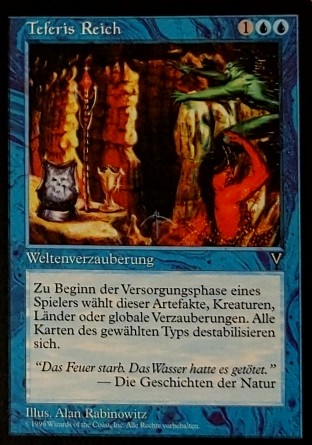 Teferis Reich 1
Weltenverzauberung
Zu Beginn der Versorgungsphase eines
Spielers wählt dieser Artefakte, Kreaturen,
Länder oder globale Verzauberungen. Alle
Karten des gewählten Typs destabilisieren
sich.
“Das Feuer starb. Das Wasser hatte es getötet.”
— Die Geschichten der Natur
Illus. Alan Rabinowitz
© 1996 Wizards of the Coast, Inc. Alle Rechte vorbehalten.